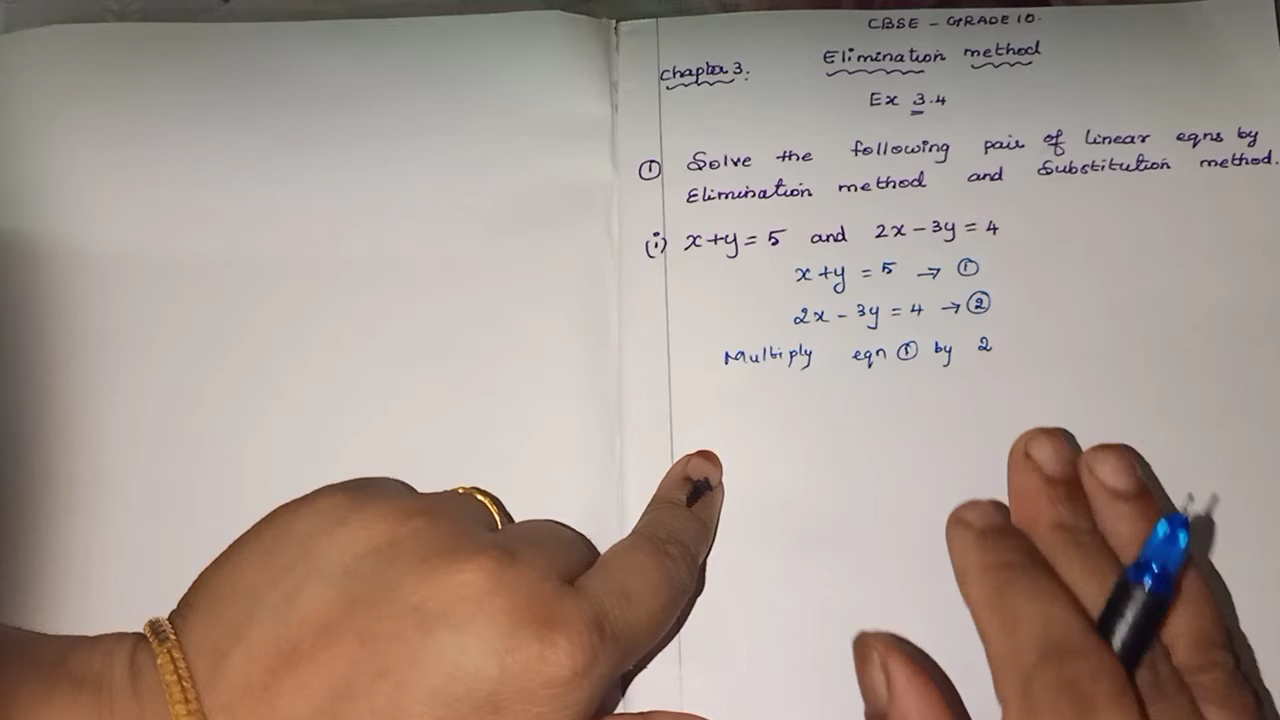 CBSE - GRADE 10.
Chapter 3.
Elimination method
Ex 3.4
① Solve the following pair of linear eqns by
Elimination method and Substitution method.
(i) x+y = 5 and 2x - 3y = 4
x+y = 5 → ①
2x - 3y = 4 → ②
Multiply eqn ① by 2